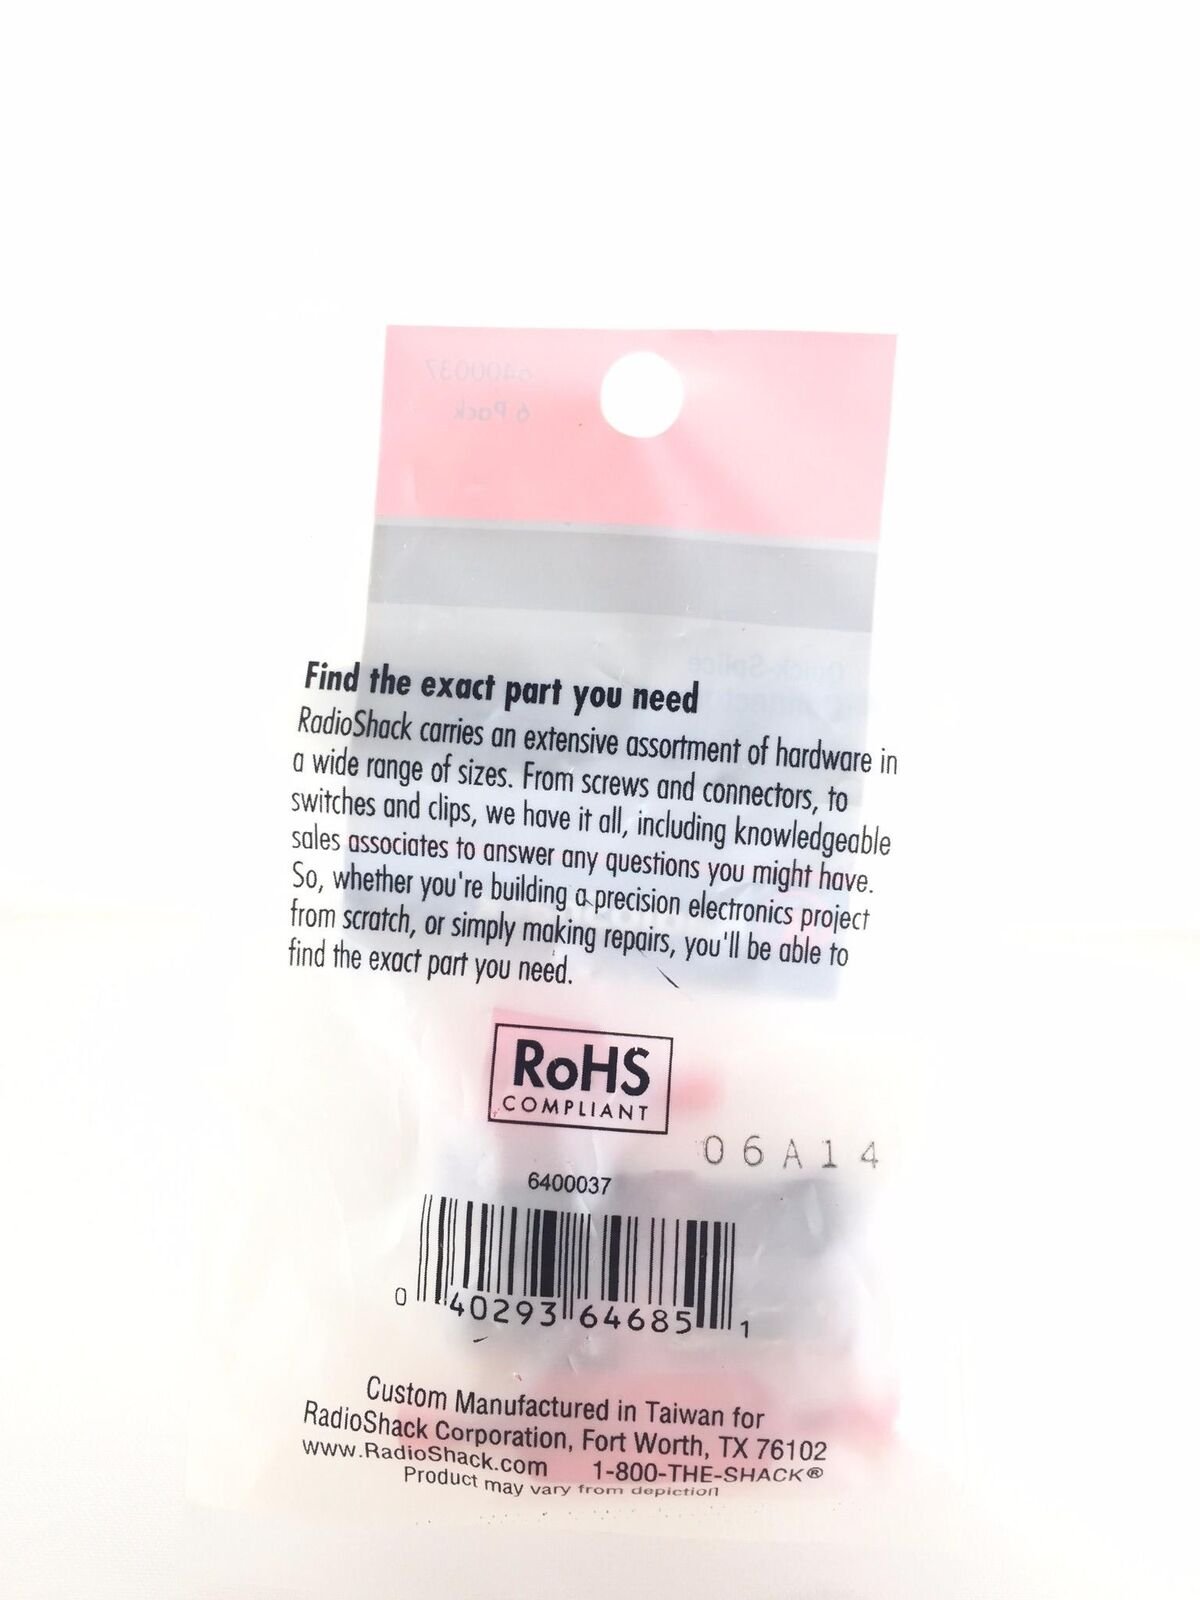 6400037
6 Pack
Quick-Splice
Find the exact part you need
RadioShack carries an extensive assortment of hardware in
a wide range of sizes. From screws and connectors, to
switches and clips, we have it all, including knowledgeable
sales associates to answer any questions you might have.
So, whether you're building a precision electronics project
from scratch, or simply making repairs, you'll be able to
find the exact part you need.
RoHS
COMPLIANT
06A14
6400037
0 40293 64685 1
Custom Manufactured in Taiwan for
RadioShack Corporation, Fort Worth, TX 76102
www.RadioShack.com 1-800-THE-SHACK®
Product may vary from depiction